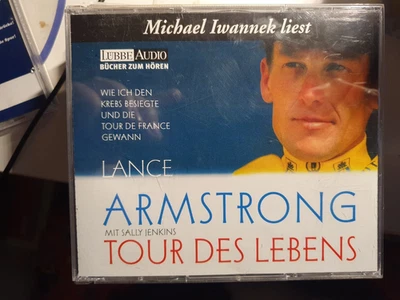 Michael Iwannek liest
LÜBBE AUDIO
BÜCHER ZUM HÖREN
WIE ICH DEN
KREBS BESIEGTE
UND DIE
TOUR DE FRANCE
GEWANN
LANCE
ARMSTRONG
MIT SALLY JENKINS
TOUR DES LEBENS